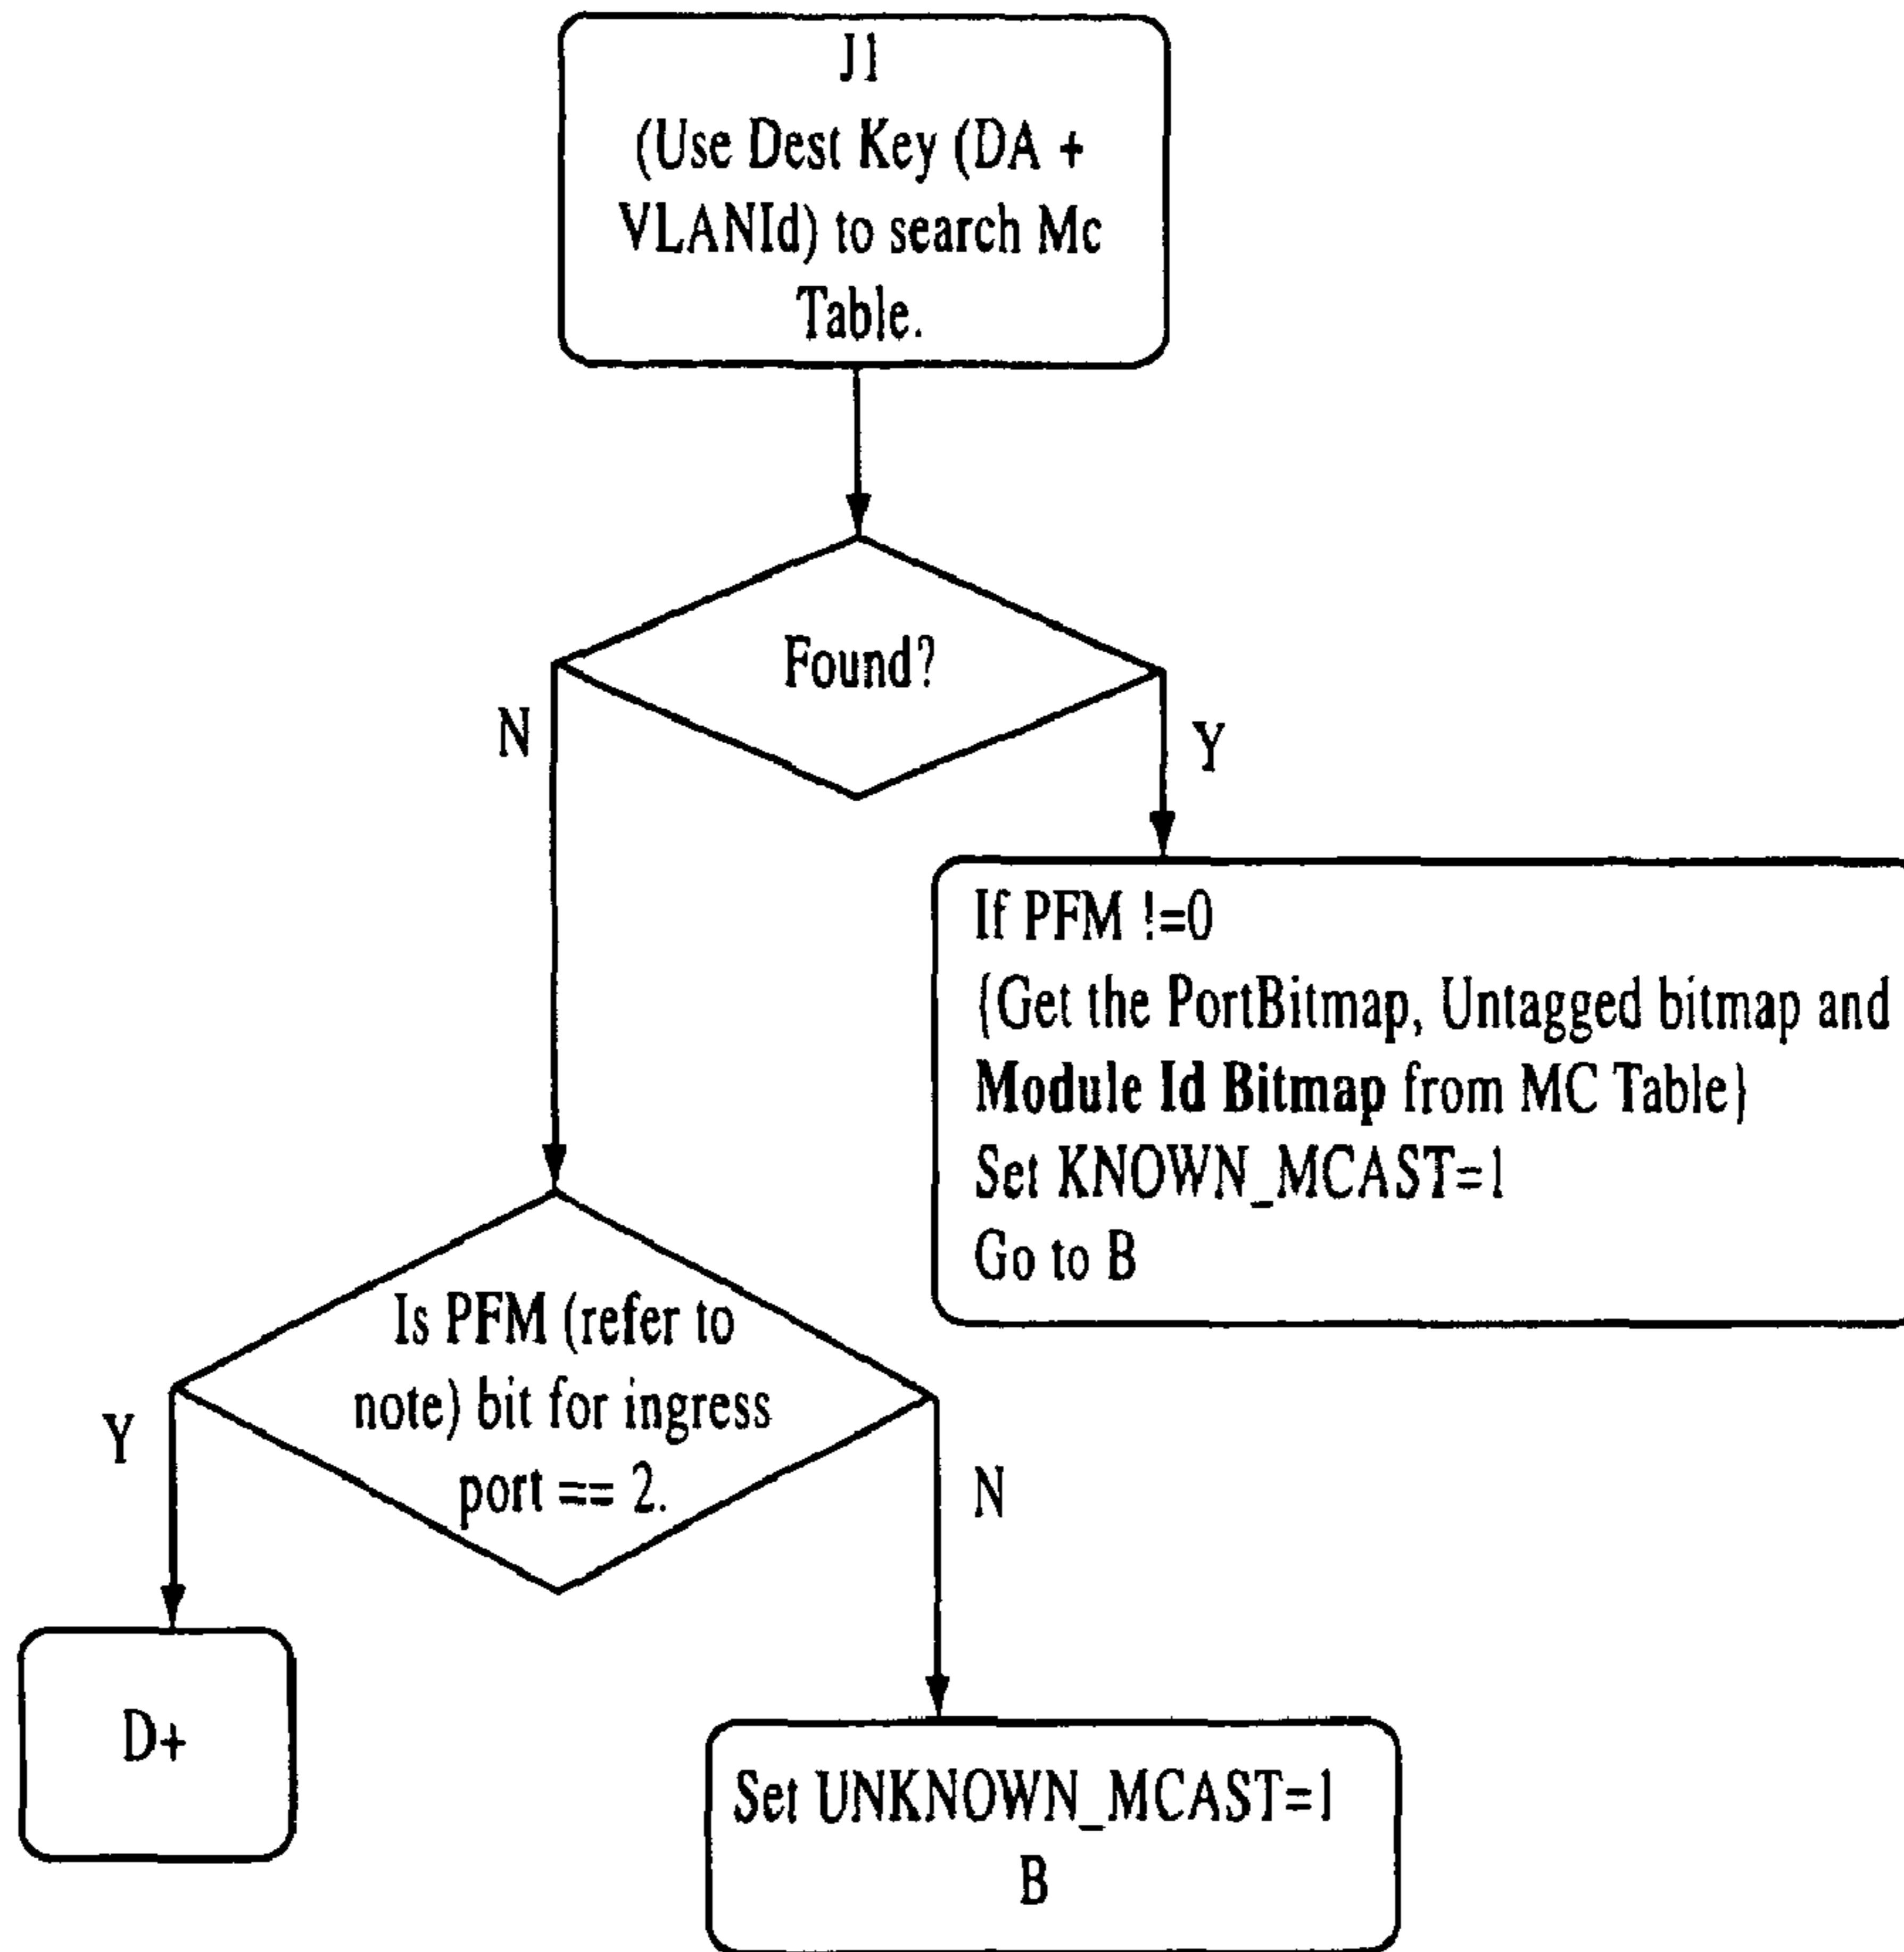 J1
(Use Dest Key (DA +
VLANId) to search Mc
Table.
Found?
N
Y
If PFM !=0
{Get the PortBitmap, Untagged bitmap and
Module Id Bitmap from MC Table}
Set KNOWN_MCAST=1
Go to B
Is PFM (refer to
note) bit for ingress
port == 2.
Y
N
D+
Set UNKNOWN_MCAST=1
B